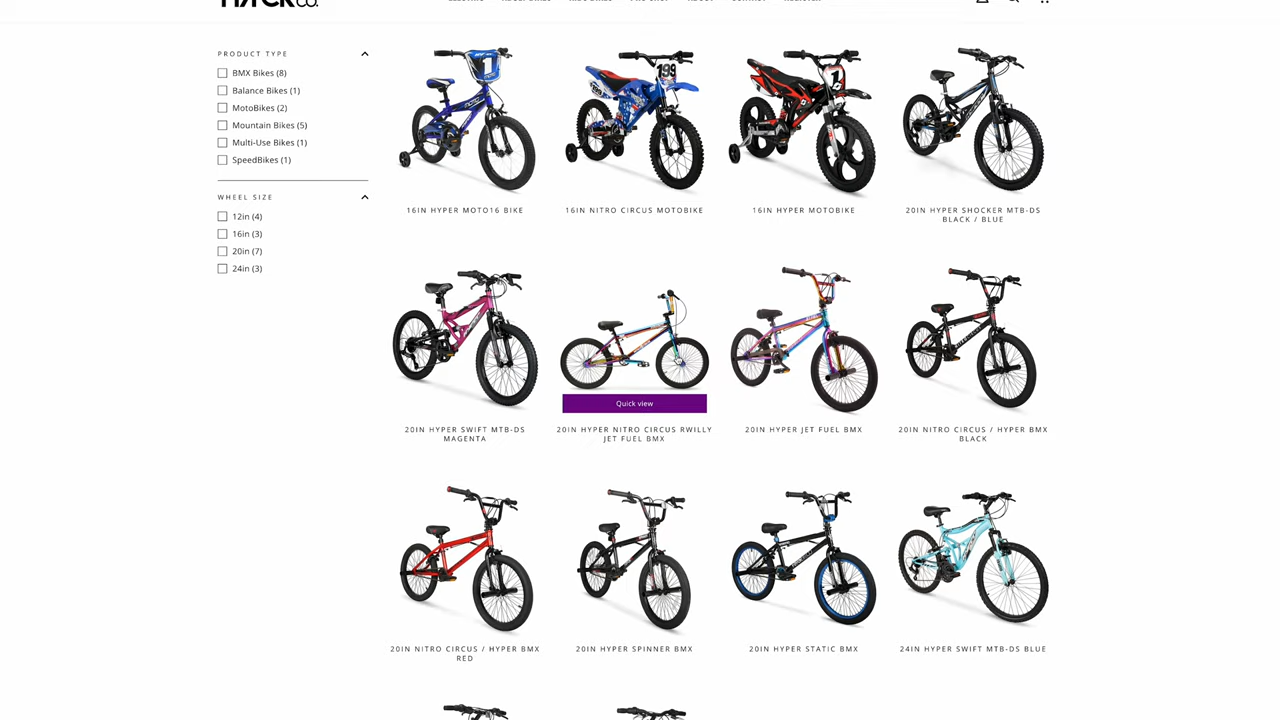 CO.
PRODUCT TYPE
BMX Bikes (8)
Balance Bikes (1)
MotoBikes (2)
Mountain Bikes (5)
Multi-Use Bikes (1)
SpeedBikes (1)
WHEEL SIZE
12in (4)
16in (3)
20in (7)
24in (3)
1
199
1
16IN HYPER MOTO16 BIKE
16IN NITRO CIRCUS MOTOBIKE
16IN HYPER MOTOBIKE
20IN HYPER SHOCKER MTB-DS
BLACK / BLUE
Quick view
20IN HYPER SWIFT MTB-DS
MAGENTA
20IN HYPER NITRO CIRCUS RWILLY
JET FUEL BMX
20IN HYPER JET FUEL BMX
20IN NITRO CIRCUS / HYPER BMX
BLACK
20IN NITRO CIRCUS / HYPER BMX
RED
20IN HYPER SPINNER BMX
20IN HYPER STATIC BMX
24IN HYPER SWIFT MTB-DS BLUE